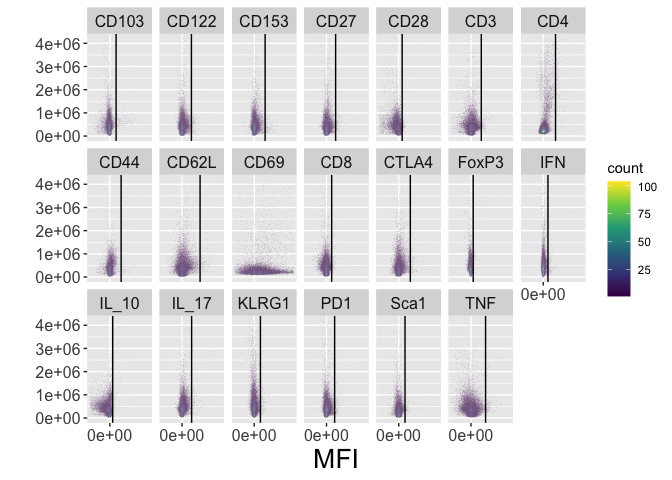 CD103 CD122 CD153 CD27 CD28 CD3 CD4
4e+06
3e+06
2e+06
1e+06
0e+00
CD44 CD62L CD69 CD8 CTLA4 FoxP3 IFN
4e+06
3e+06
2e+06
1e+06
0e+00
0e+00
IL_10 IL_17 KLRG1 PD1 Sca1 TNF
4e+06
3e+06
2e+06
1e+06
0e+00
0e+00 0e+00 0e+00 0e+00 0e+00 0e+00
MFI
count
100
75
50
25